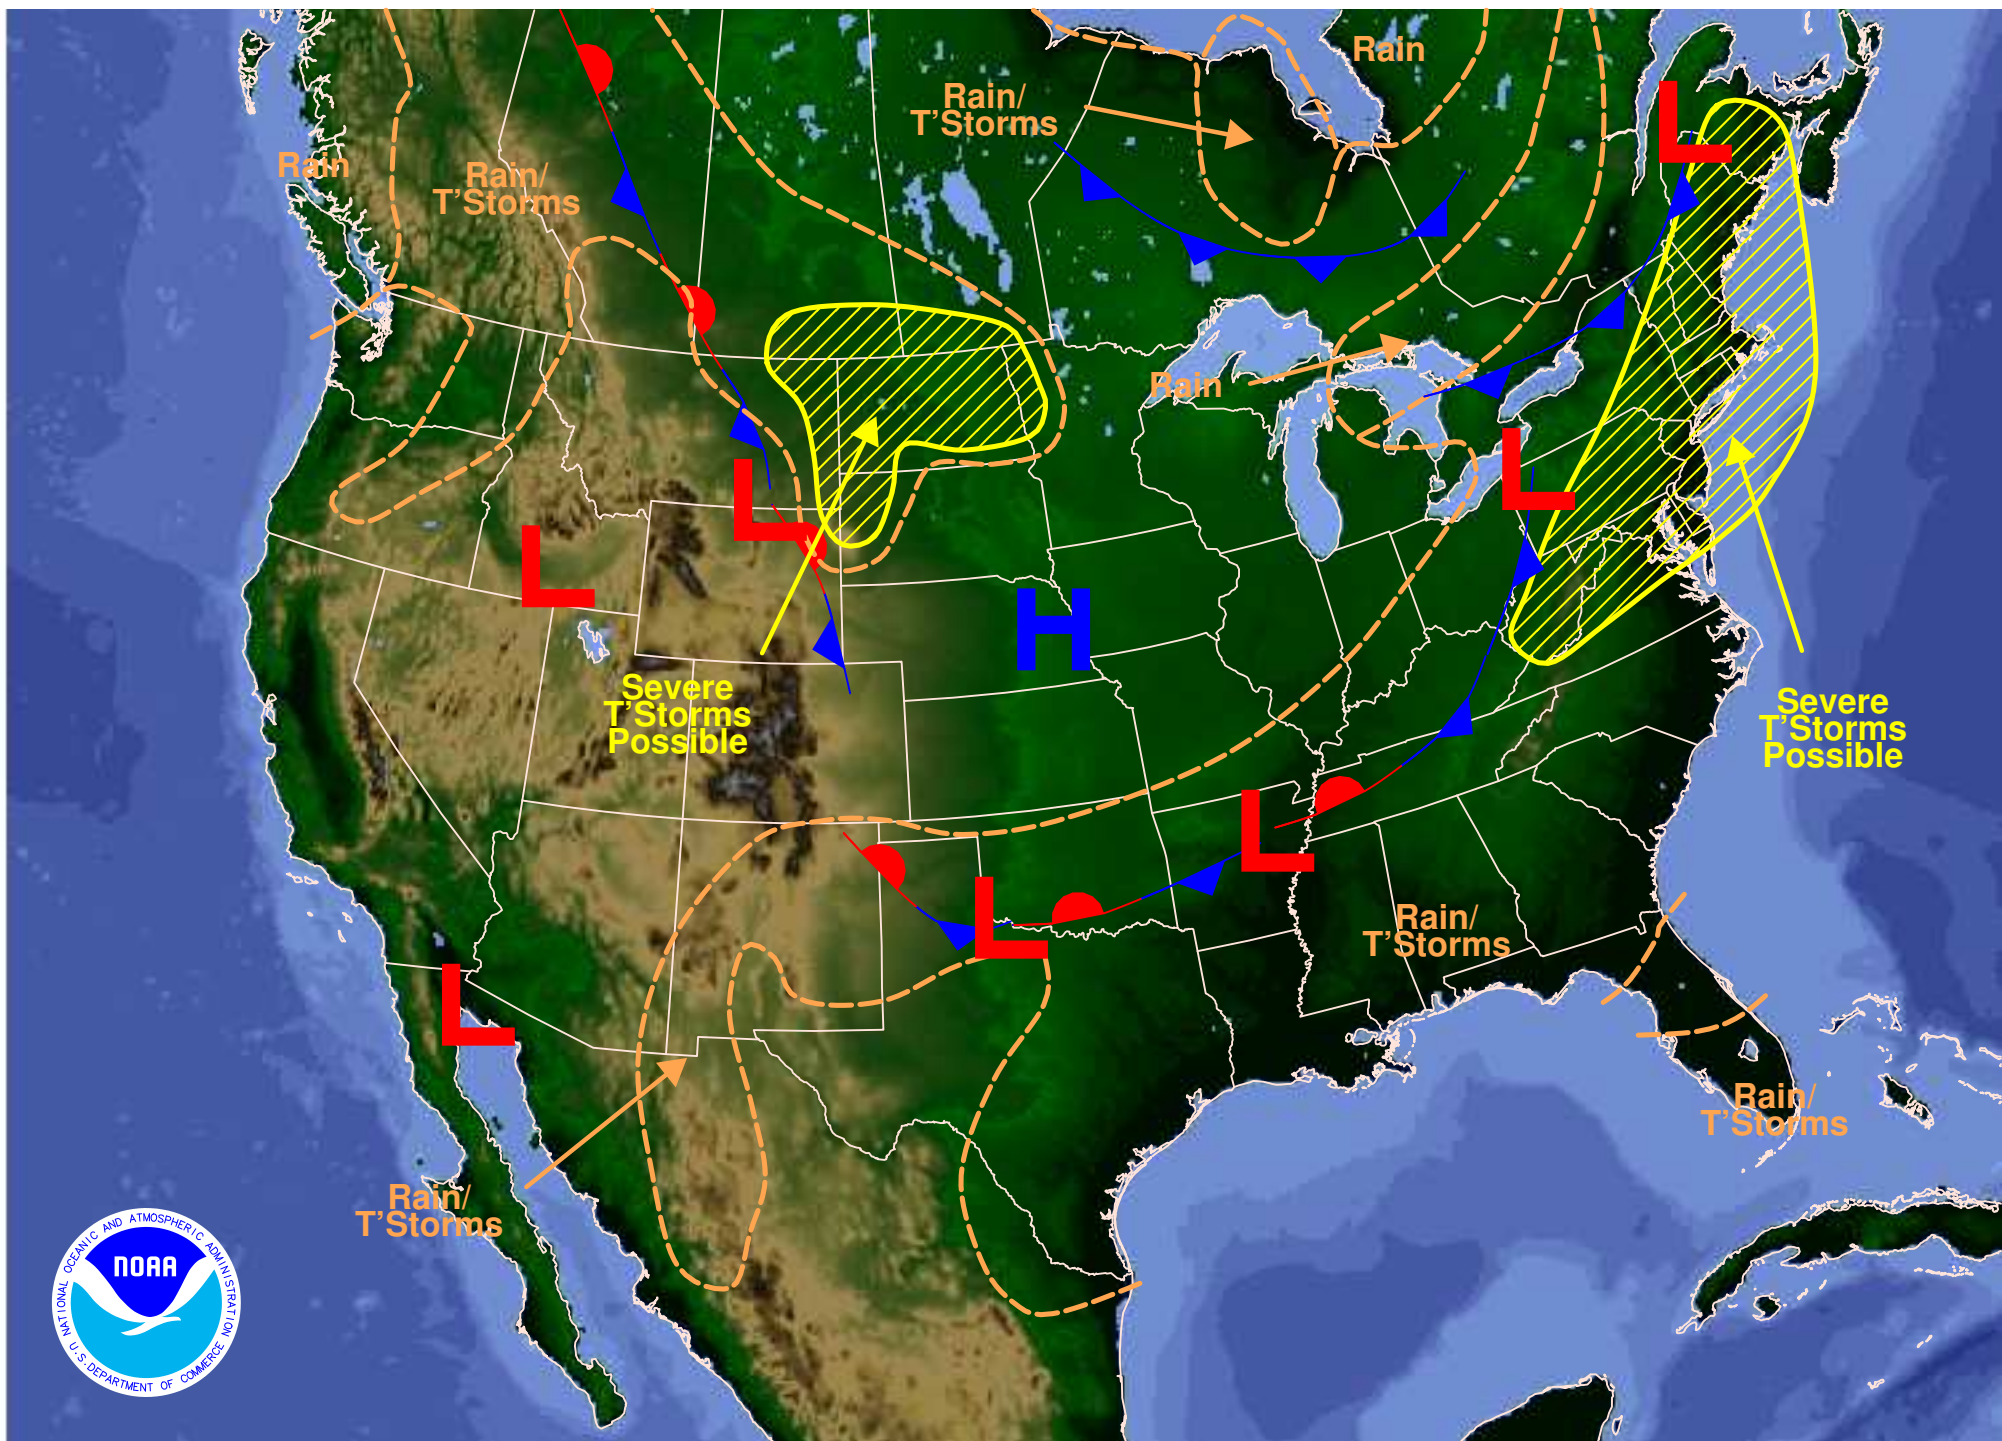 Rain
Rain/
T'Storms
Rain
Rain/
T'Storms
L
Rain
L
L
L
H
Severe
T'Storms
Possible
Severe
T'Storms
Possible
L
L
Rain/
T'Storms
L
Rain/
T'Storms
Rain/
T'Storms
NATIONAL OCEANIC AND ATMOSPHERIC ADMINISTRATION
NOAA
U.S. DEPARTMENT OF COMMERCE